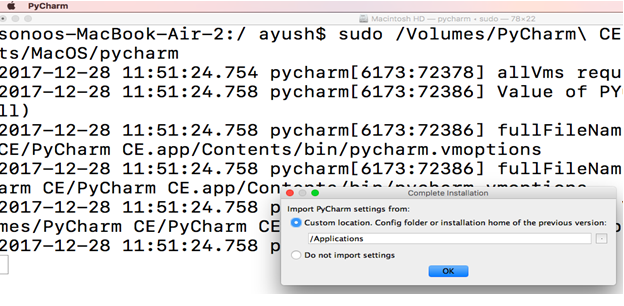 PyCharm
Macintosh HD — pycharm • sudo — 78×22
sonoos-MacBook-Air-2:/ ayush$ sudo /Volumes/PyCharm\ CE
ts/MacOS/pycharm
2017-12-28 11:51:24.754 pycharm[6173:72378] allVms requ
2017-12-28 11:51:24.758 pycharm[6173:72386] Value of PY
ll)
2017-12-28 11:51:24.758 pycharm[6173:72386] fullFileNam
CE/PyCharm CE.app/Contents/bin/pycharm.vmoptions
2017-12-28 11:51:24.758 pycharm[6173:72386] fullFileNam
arm CE/PyCharm CE.app/Contents/bin/pycharm.vmoptions
2017-12-28 11:51:24.758 p
mes/PyCharm CE/PyCharm CE
2017-12-28 11:51:24.758 p
Complete Installation
Import PyCharm settings from:
Custom location. Config folder or installation home of the previous version:
/Applications
Do not import settings
OK